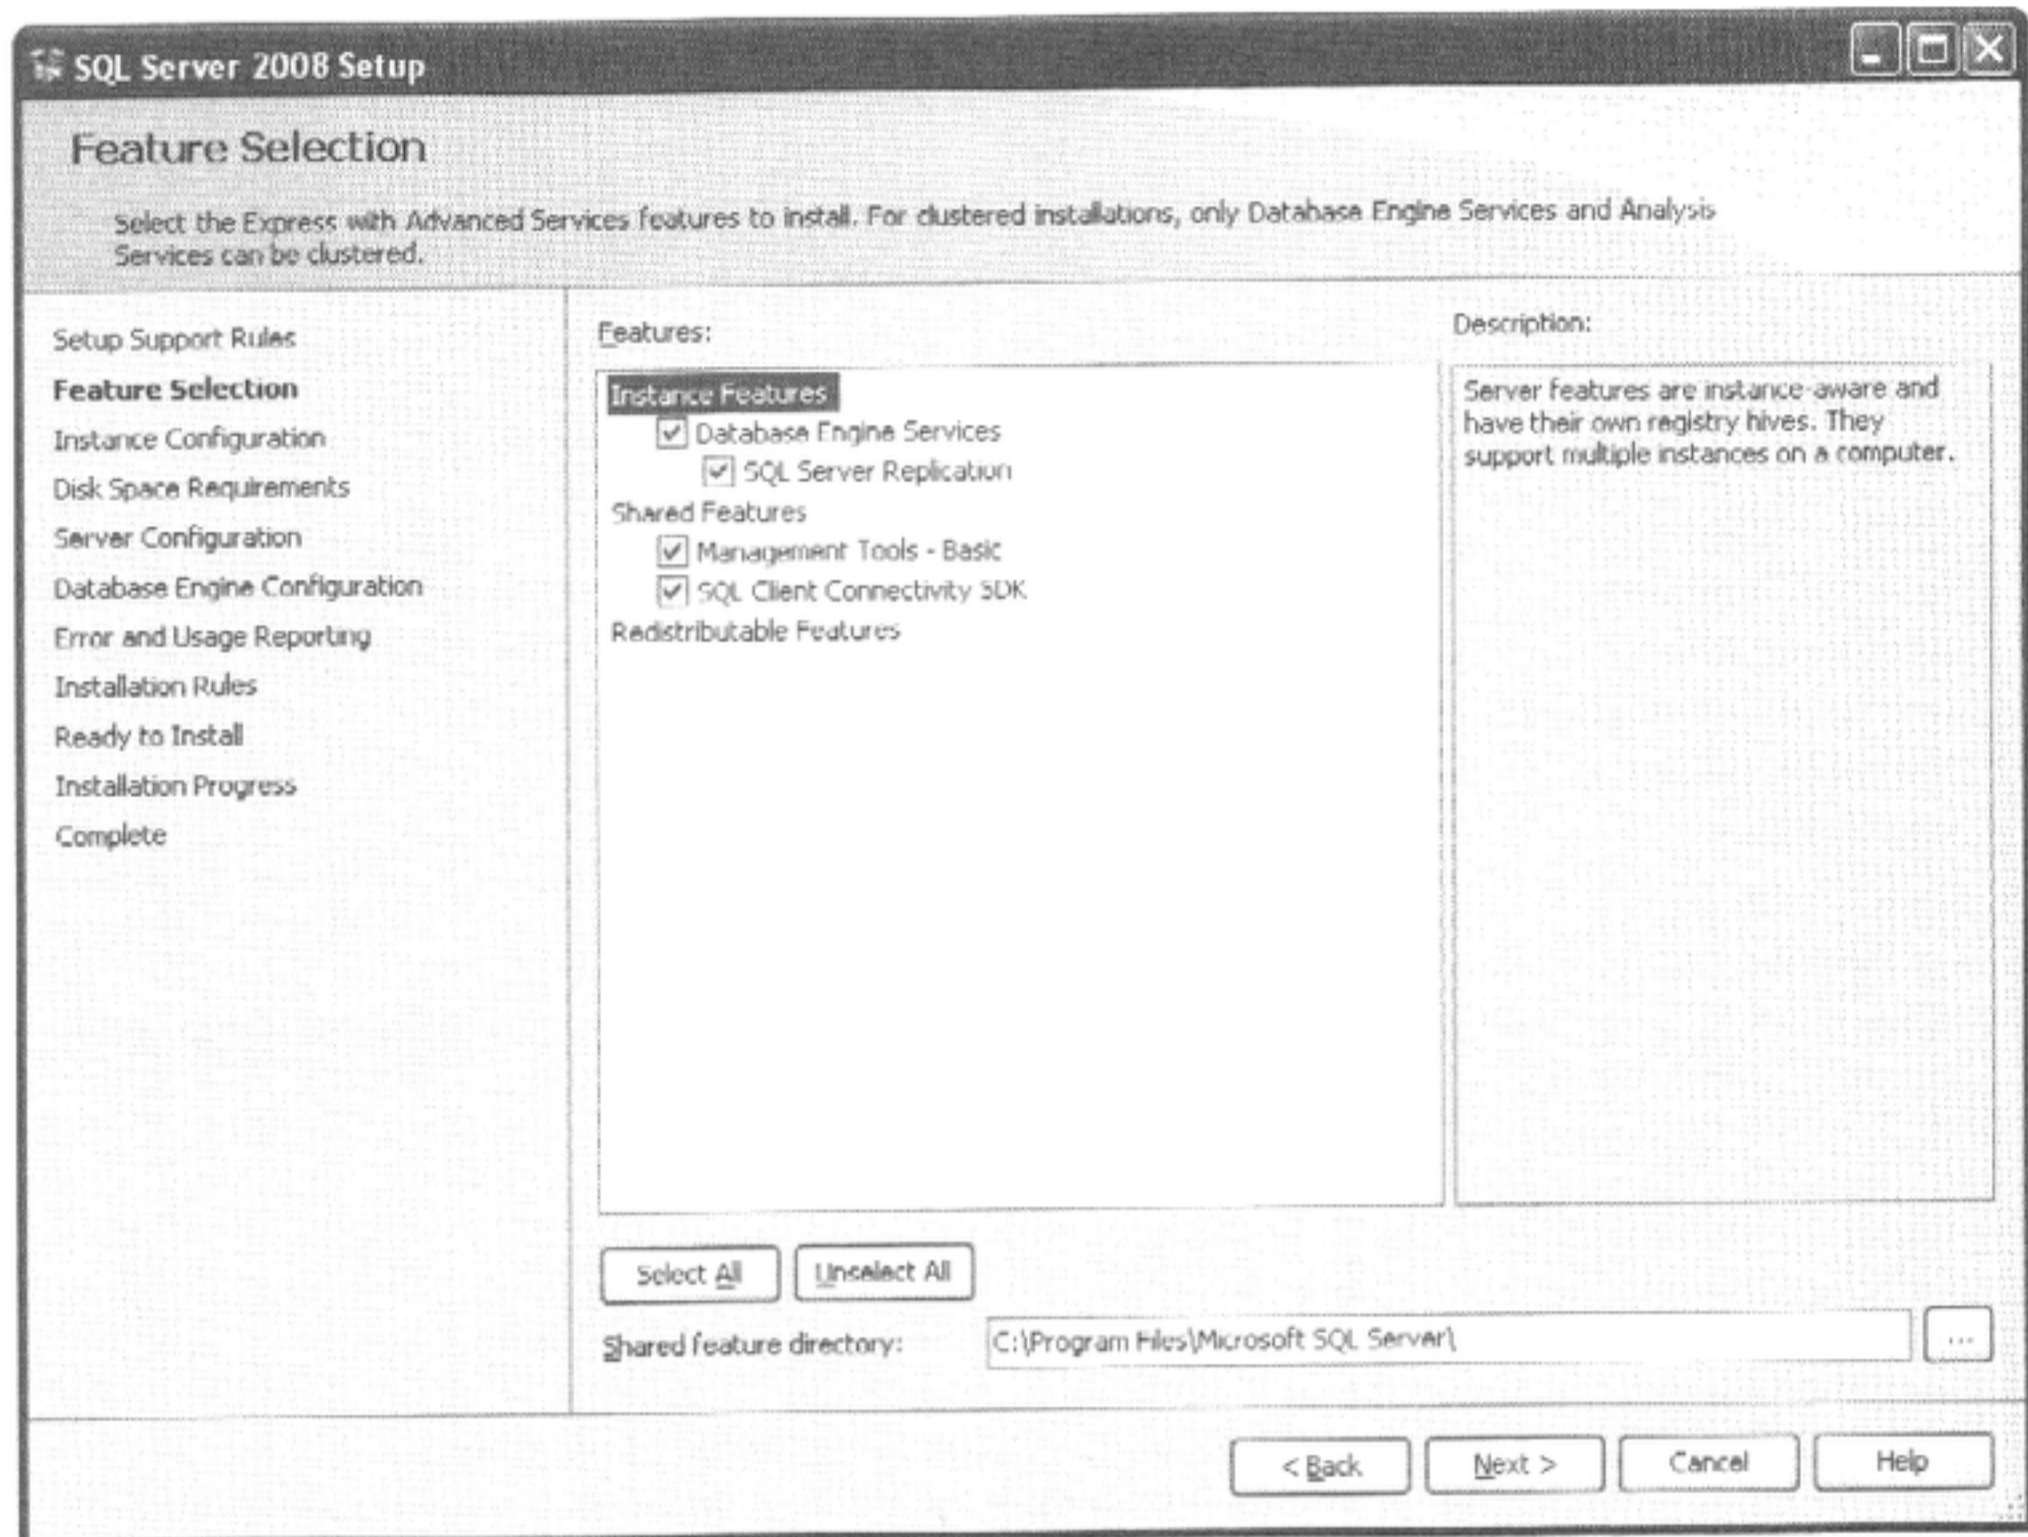 SQL Server 2008 Setup
Feature Selection
Select the Express with Advanced Services features to install. For clustered installations, only Database Engine Services and Analysis
Services can be clustered.
Setup Support Rules
Feature Selection
Instance Configuration
Disk Space Requirements
Server Configuration
Database Engine Configuration
Error and Usage Reporting
Installation Rules
Ready to Install
Installation Progress
Complete
Features:
Instance Features
Database Engine Services
SQL Server Replication
Shared Features
Management Tools - Basic
SQL Client Connectivity SDK
Redistributable Features
Description:
Server features are instance-aware and
have their own registry hives. They
support multiple instances on a computer.
Select All
Unselect All
Shared feature directory:
C:\Program Files\Microsoft SQL Server\
...
< Back
Next >
Cancel
Help